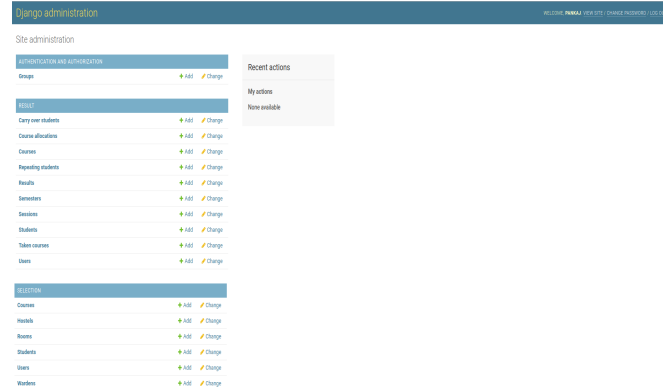 Django administration
WELCOME, PANKAJ. VIEW SITE / CHANGE PASSWORD / LOG O
Site administration
AUTHENTICATION AND AUTHORIZATION
Groups + Add Change
RESULT
Carry over students + Add Change
Course allocations + Add Change
Courses + Add Change
Repeating students + Add Change
Results + Add Change
Semesters + Add Change
Sessions + Add Change
Students + Add Change
Taken courses + Add Change
Users + Add Change
SELECTION
Courses + Add Change
Hostels + Add Change
Rooms + Add Change
Students + Add Change
Users + Add Change
Wardens + Add Change
Recent actions
My actions
None available